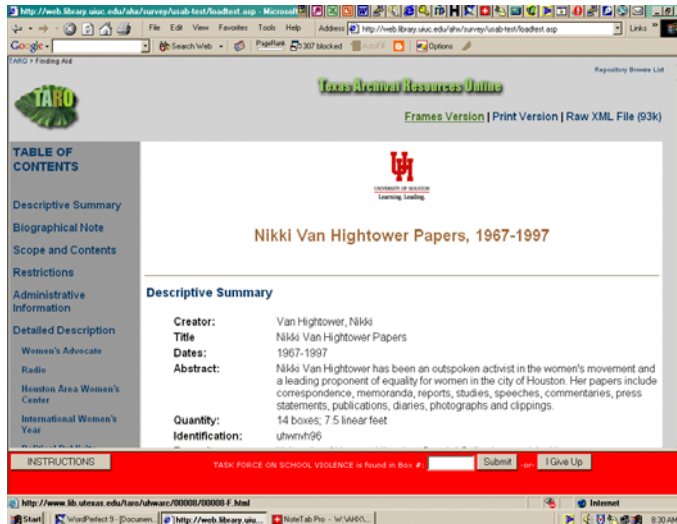 http://web.library.uiuc.edu/ahx/survey/usab-test/loadtest.asp - Microsoft
File Edit View Favorites Tools Help Address http://web.library.uiuc.edu/ahx/survey/usab-test/loadtest.asp Links
Google Search Web PageRank 307 blocked AutoFill Options
TARO > Finding Aid
Repository Browse List
TARO
Texas Archival Resources Online
Frames Version | Print Version | Raw XML File (93k)
TABLE OF
CONTENTS
Descriptive Summary
Biographical Note
Scope and Contents
Restrictions
Administrative
Information
Detailed Description
Women's Advocate
Radio
Houston Area Women's
Center
International Women's
Year
UH
UNIVERSITY OF HOUSTON
Learning. Leading.
Nikki Van Hightower Papers, 1967-1997
Descriptive Summary
Creator: Van Hightower, Nikki
Title Nikki Van Hightower Papers
Dates: 1967-1997
Abstract: Nikki Van Hightower has been an outspoken activist in the women's movement and
a leading proponent of equality for women in the city of Houston. Her papers include
correspondence, memoranda, reports, studies, speeches, commentaries, press
statements, publications, diaries, photographs and clippings.
Quantity: 14 boxes; 7.5 linear feet
Identification: uhwnvh96
INSTRUCTIONS TASK FORCE ON SCHOOL VIOLENCE is found in Box #: Submit -or- I Give Up
http://www.lib.utexas.edu/taro/uhwarc/00008/00008-F.html Internet
Start WordPerfect 9 - [Documen... http://web.library.uiu... NoteTab Pro - 8:30 AM